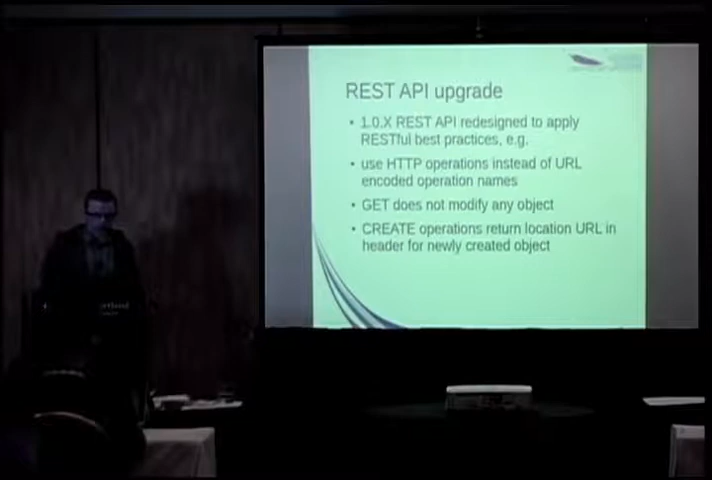 REST API upgrade
• 1.0.X REST API redesigned to apply
RESTful best practices, e.g.
• use HTTP operations instead of URL
encoded operation names
• GET does not modify any object
• CREATE operations return location URL in
header for newly created object